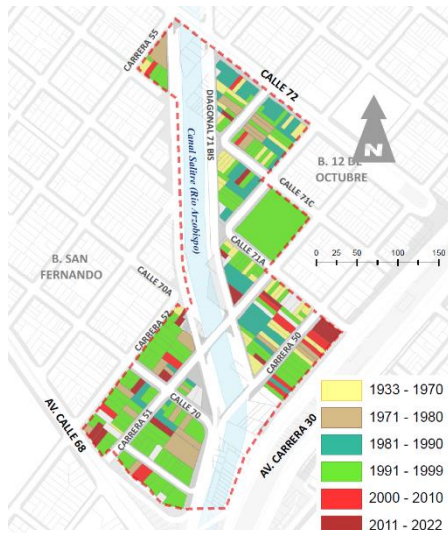 CARRERA 55
CALLE 72
DIAGONAL 71 BIS
Canal Salitre (Río Arzobispo)
N
B. 12 DE
OCTUBRE
CALLE 71C
CALLE 71A
B. SAN
FERNANDO
0 25 50 100 150
CALLE 70A
CARRERA 52
CARRERA 50
CALLE 70
CARRERA 51
AV. CALLE 68
AV. CARRERA 30
1933 - 1970
1971 - 1980
1981 - 1990
1991 - 1999
2000 - 2010
2011 - 2022